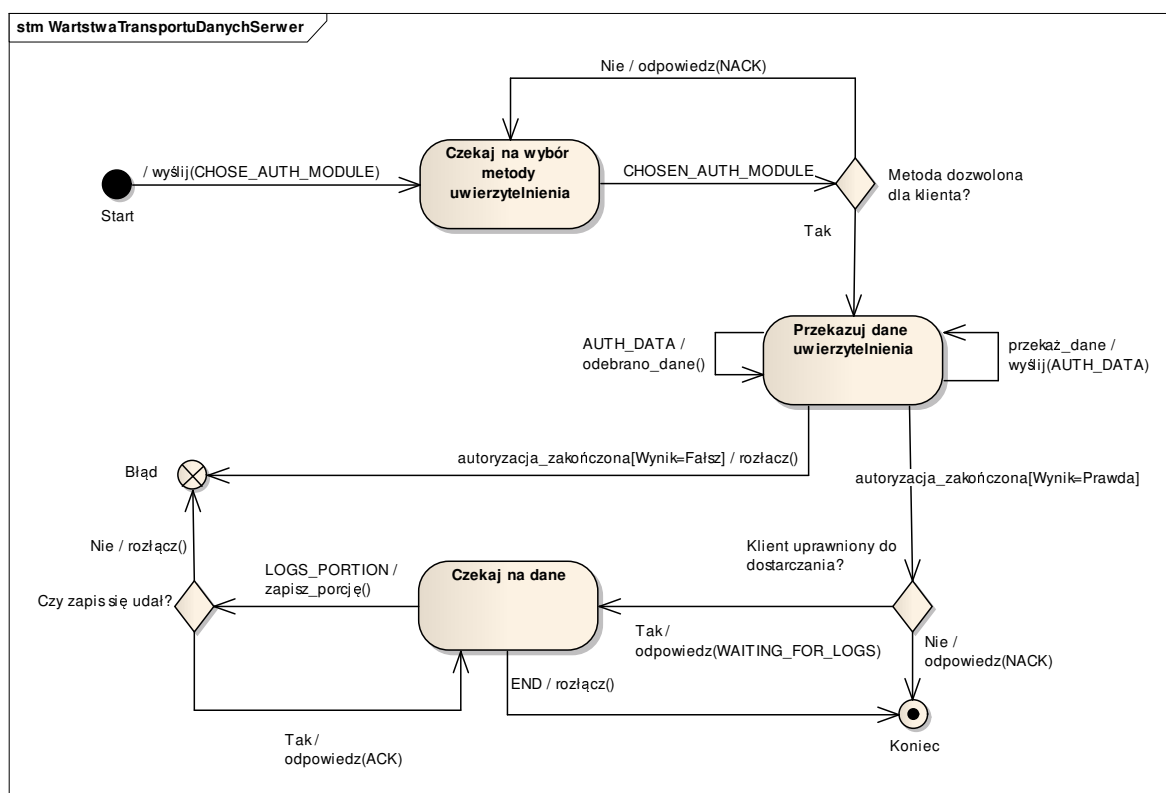 stm WartstwaTransportuDanychSerwer
Nie / odpowiedz(NACK)
/ wyślij(CHOSE_AUTH_MODULE)
Start
Czekaj na wybór
metody
uwierzytelnienia
CHOSEN_AUTH_MODULE
Metoda dozwolona
dla klienta?
Tak
Przekazuj dane
uwierzytelnienia
AUTH_DATA /
odebrano_dane()
przekaż_dane /
wyślij(AUTH_DATA)
autoryzacja_zakończona[Wynik=Fałsz] / rozłacz()
Błąd
autoryzacja_zakończona[Wynik=Prawda]
Nie / rozłącz()
Klient uprawniony do
dostarczania?
LOGS_PORTION /
zapisz_porcję()
Czekaj na dane
Czy zapis się udał?
Tak /
odpowiedz(WAITING_FOR_LOGS)
Nie /
odpowiedz(NACK)
END / rozłącz()
Tak /
odpowiedz(ACK)
Koniec